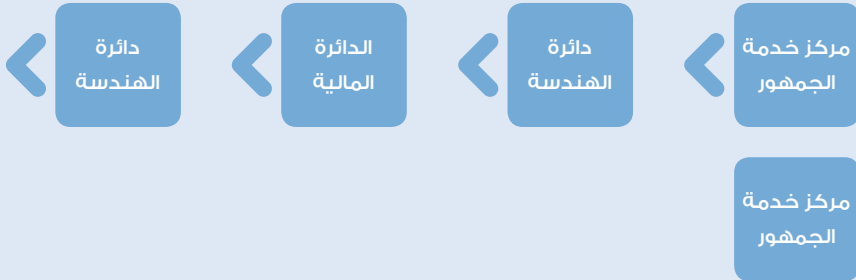 مركز خدمة
الجمهور
دائرة
الهندسة
الدائرة
المالية
دائرة
الهندسة
مركز خدمة
الجمهور